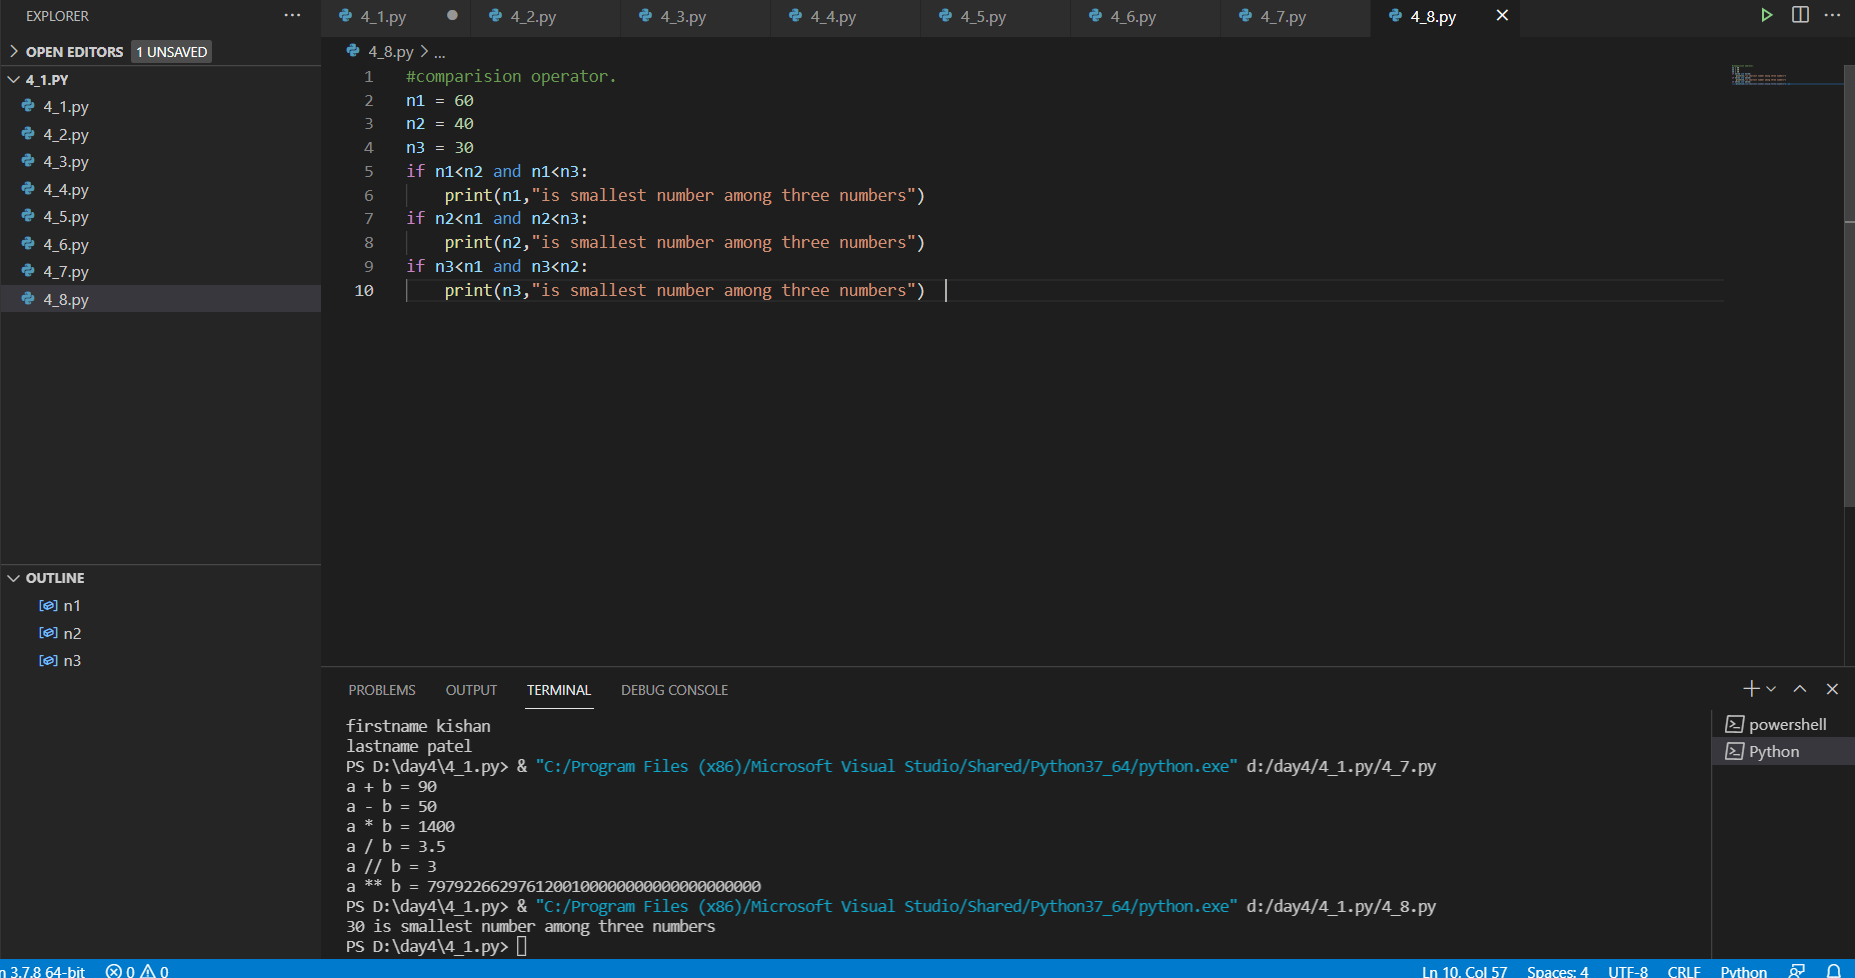 EXPLORER
OPEN EDITORS 1 UNSAVED
4_1.PY
4_1.py
4_2.py
4_3.py
4_4.py
4_5.py
4_6.py
4_7.py
4_8.py
OUTLINE
n1
n2
n3
4_1.py 4_2.py 4_3.py 4_4.py 4_5.py 4_6.py 4_7.py 4_8.py
4_8.py > ...
1 #comparision operator.
2 n1 = 60
3 n2 = 40
4 n3 = 30
5 if n1<n2 and n1<n3:
6     print(n1,"is smallest number among three numbers")
7 if n2<n1 and n2<n3:
8     print(n2,"is smallest number among three numbers")
9 if n3<n1 and n3<n2:
10     print(n3,"is smallest number among three numbers")
PROBLEMS OUTPUT TERMINAL DEBUG CONSOLE
firstname kishan
lastname patel
PS D:\day4\4_1.py> & "C:/Program Files (x86)/Microsoft Visual Studio/Shared/Python37_64/python.exe" d:/day4/4_1.py/4_7.py
a + b = 90
a - b = 50
a * b = 1400
a / b = 3.5
a // b = 3
a ** b = 7979226629761200100000000000000000000
PS D:\day4\4_1.py> & "C:/Program Files (x86)/Microsoft Visual Studio/Shared/Python37_64/python.exe" d:/day4/4_1.py/4_8.py
30 is smallest number among three numbers
PS D:\day4\4_1.py>
powershell
Python
n 3.7.8 64-bit 0 0 Ln 10, Col 57 Spaces: 4 UTF-8 CRLF Python